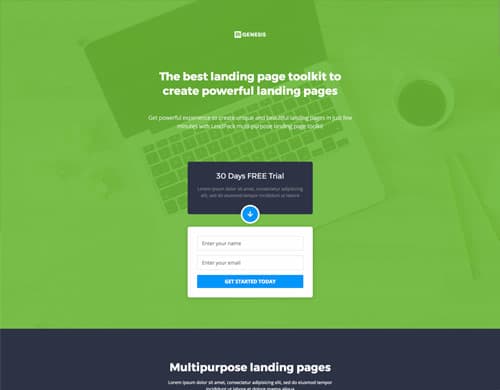 GENESIS
The best landing page toolkit to
create powerful landing pages
Get powerful experience to create unique and beautiful landing pages in just few
minutes with LeadPack multi-purpose landing page toolkit
30 Days FREE Trial
Lorem ipsum dolor sit amet, consectetur adipisicing
elit, sed do eiusmod tempor incididunt ut labore
Enter your name
Enter your email
GET STARTED TODAY
Multipurpose landing pages
Lorem ipsum dolor sit amet, consectetur adipisicing elit, sed do
eiusmod tempor incididunt ut labore et dolore magna aliqua.